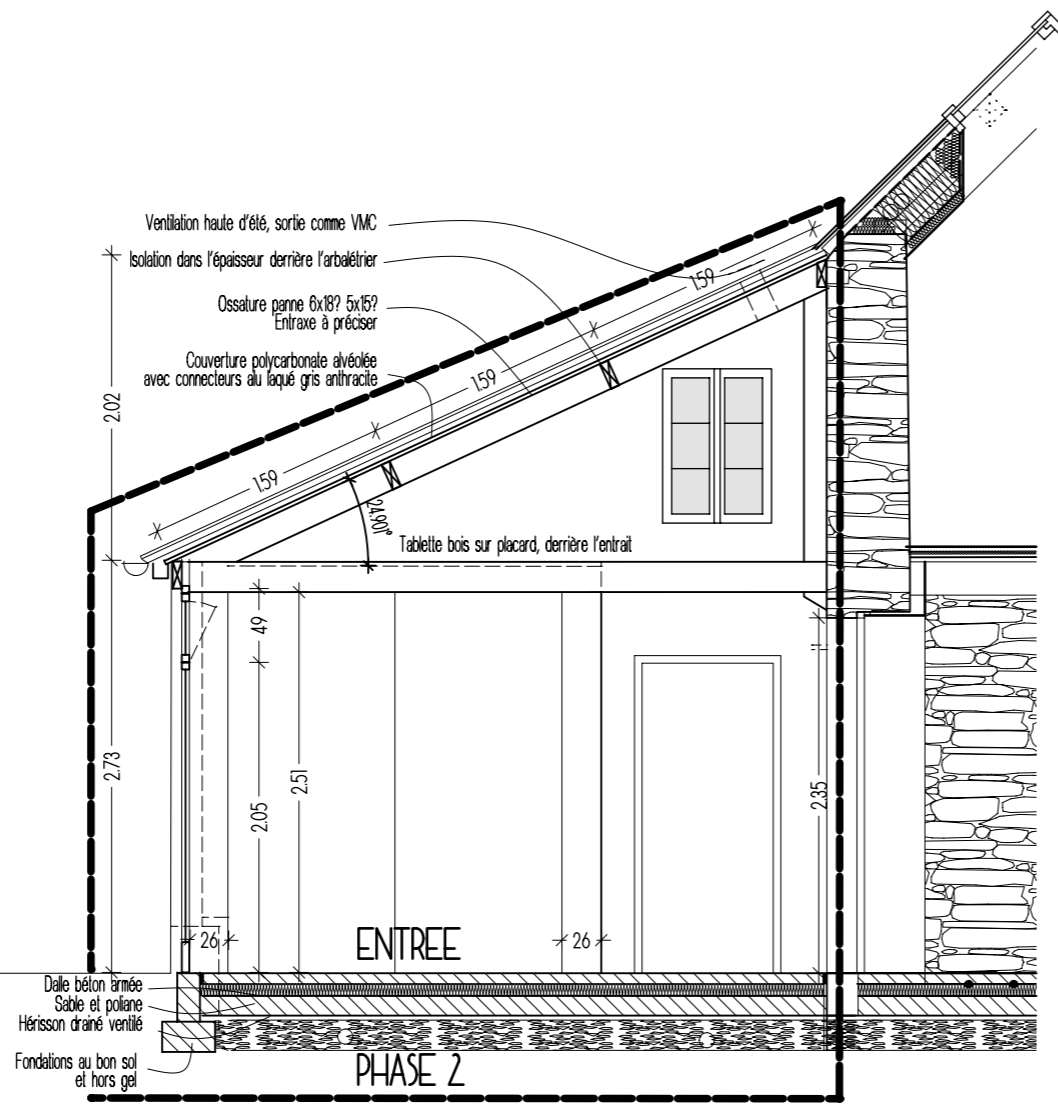 Ventilation haute d'été, sortie comme VMC
Isolation dans l'épaisseur derrière l'arbalétrier
Ossature panne 6x18? 5x15?
Entraxe à préciser
Couverture polycarbonate alvéolée
avec connecteurs alu laqué gris anthracite
1.59
1.59
1.59
2.02
24.901°
Tablette bois sur placard, derrière l'entrait
49
2.73
2.05
2.51
2.35
26
ENTREE
26
Dalle béton armée
Sable et poliane
Hérisson drainé ventilé
Fondations au bon sol
et hors gel
PHASE 2